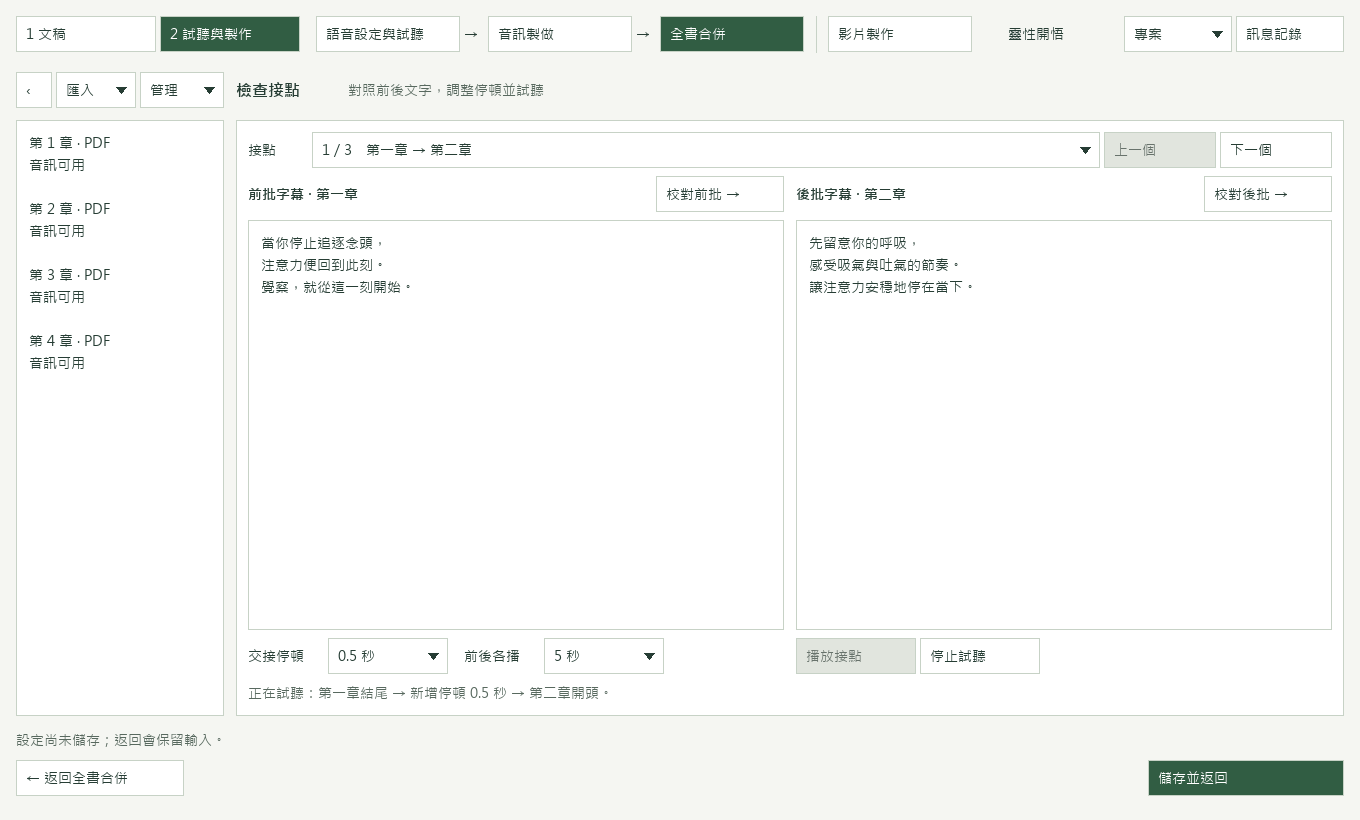 1 文稿
2 試聽與製作
語音設定與試聽
→
音訊製做
→
全書合併
影片製作
靈性開悟
專案
訊息記錄
‹
匯入
管理
檢查接點
對照前後文字，調整停頓並試聽
第 1 章 · PDF
音訊可用
第 2 章 · PDF
音訊可用
第 3 章 · PDF
音訊可用
第 4 章 · PDF
音訊可用
接點
1 / 3　第一章 → 第二章
上一個
下一個
前批字幕 · 第一章
校對前批 →
當你停止追逐念頭，
注意力便回到此刻。
覺察，就從這一刻開始。
後批字幕 · 第二章
校對後批 →
先留意你的呼吸，
感受吸氣與吐氣的節奏。
讓注意力安穩地停在當下。
交接停頓
0.5 秒
前後各播
5 秒
播放接點
停止試聽
正在試聽：第一章結尾 → 新增停頓 0.5 秒 → 第二章開頭。
設定尚未儲存；返回會保留輸入。
← 返回全書合併
儲存並返回